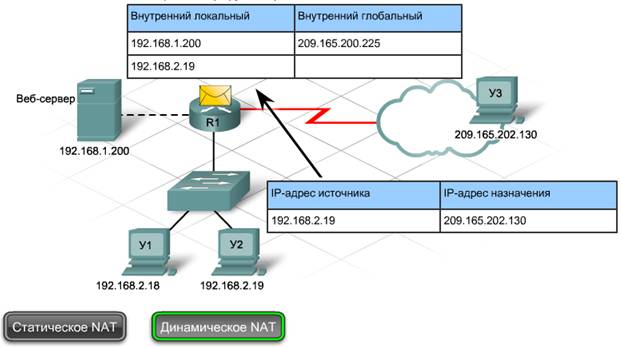 Внутренний локальный Внутренний глобальный
192.168.1.200 209.165.200.225
192.168.2.19
Веб-сервер
R1
У3
192.168.1.200
209.165.202.130
IP-адрес источника IP-адрес назначения
192.168.2.19 209.165.202.130
У1 У2
192.168.2.18 192.168.2.19
Статическое NAT Динамическое NAT